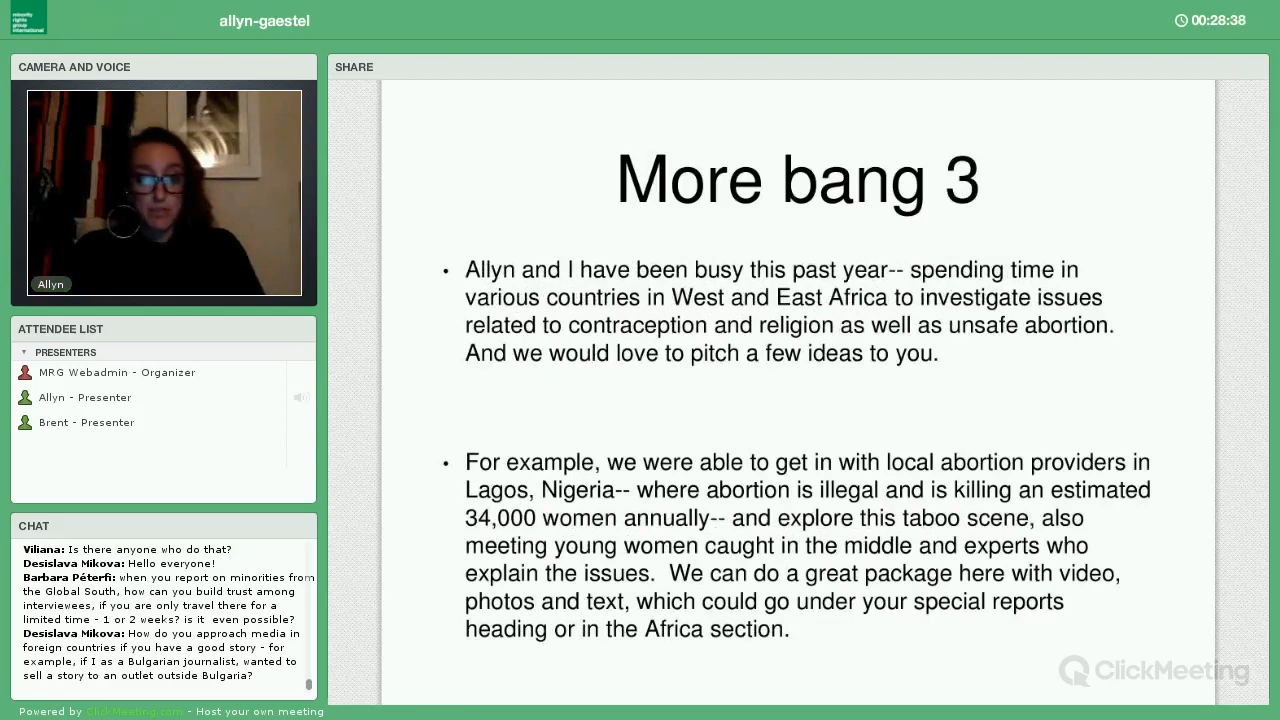 minority
rights
group
international
allyn-gaestel
00:28:38
CAMERA AND VOICE
Allyn
ATTENDEE LIST
PRESENTERS
MRG Webadmin - Organizer
Allyn - Presenter
Brent - Presenter
CHAT
Viliana: Is there anyone who do that?
Desislava Mikova: Hello everyone!
Barbara Péterfi: when you report on minorities from
the Global South, how can you build trust among
interviewees, if you are only travel there for a
limited time - 1 or 2 weeks? is it even possible?
Desislava Mikova: How do you approach media in
foreign countries if you have a good story - for
example, if I as a Bulgarian journalist, wanted to
sell a story to an outlet outside Bulgaria?
Powered by ClickMeeting.com - Host your own meeting
SHARE
More bang 3
• Allyn and I have been busy this past year-- spending time in
various countries in West and East Africa to investigate issues
related to contraception and religion as well as unsafe abortion.
And we would love to pitch a few ideas to you.
• For example, we were able to get in with local abortion providers in
Lagos, Nigeria-- where abortion is illegal and is killing an estimated
34,000 women annually-- and explore this taboo scene, also
meeting young women caught in the middle and experts who
explain the issues.  We can do a great package here with video,
photos and text, which could go under your special reports
heading or in the Africa section.
ClickMeeting